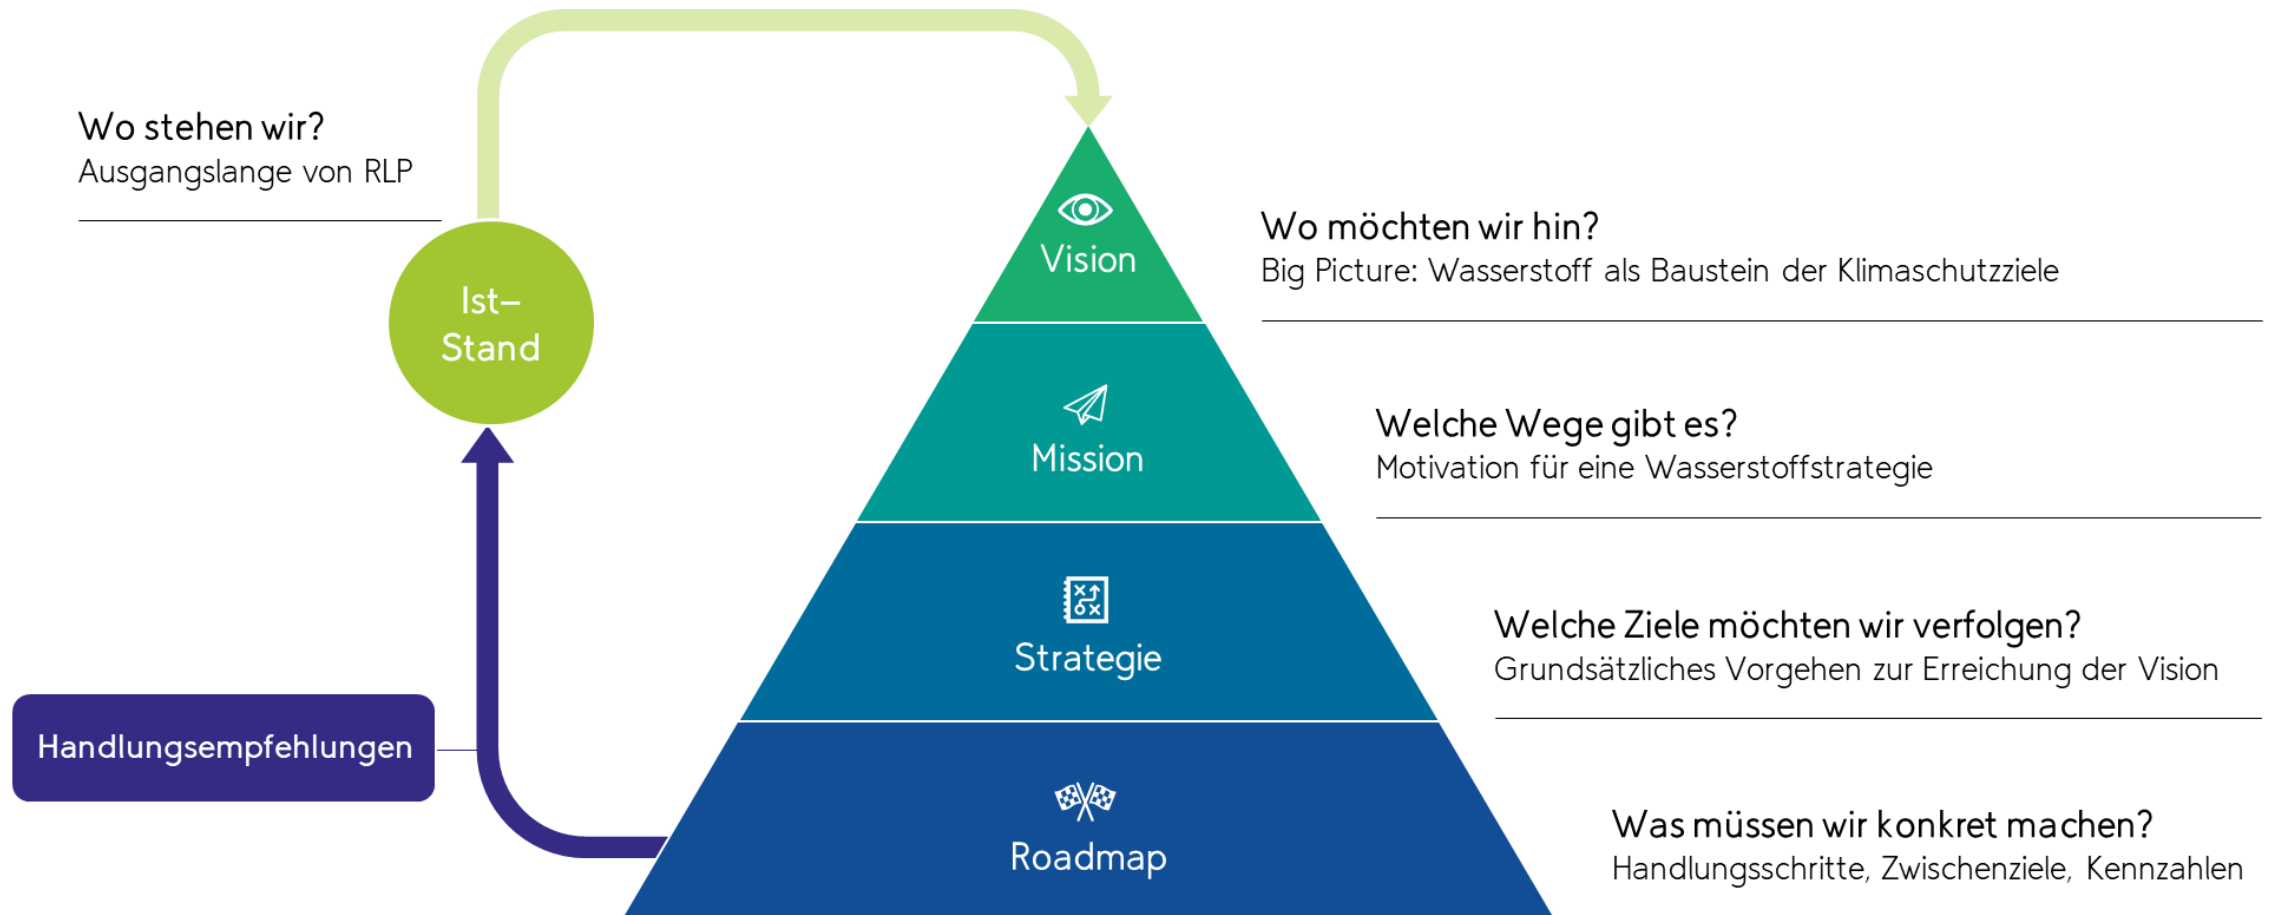 Wo stehen wir?
Ausgangslange von RLP
Ist–
Stand
Handlungsempfehlungen
Vision
Wo möchten wir hin?
Big Picture: Wasserstoff als Baustein der Klimaschutzziele
Mission
Welche Wege gibt es?
Motivation für eine Wasserstoffstrategie
Strategie
Welche Ziele möchten wir verfolgen?
Grundsätzliches Vorgehen zur Erreichung der Vision
Roadmap
Was müssen wir konkret machen?
Handlungsschritte, Zwischenziele, Kennzahlen